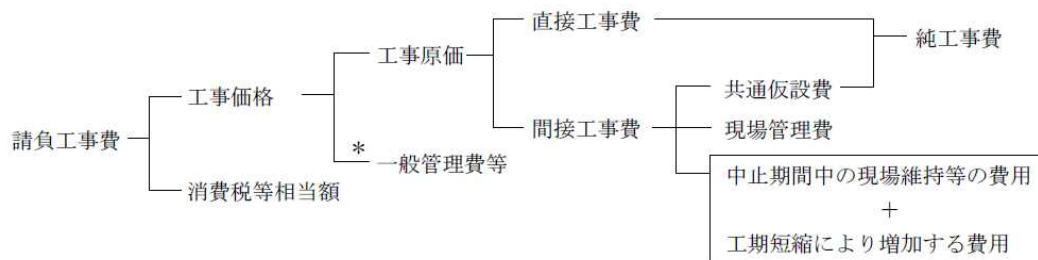 直接工事費
純工事費
工事原価
共通仮設費
工事価格
間接工事費
現場管理費
請負工事費
*
一般管理費等
中止期間中の現場維持等の費用
消費税等相当額
+
工期短縮により増加する費用